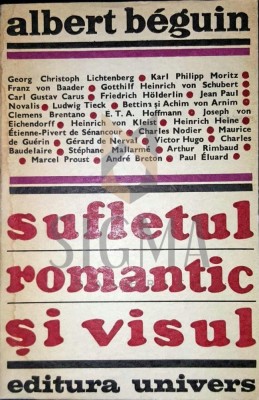 albert béguin
Georg Christoph Lichtenberg ● Karl Philipp Moritz
Franz von Baader ● Gotthilf Heinrich von Schubert
Carl Gustav Carus ● Friedrich Hölderlin ● Jean Paul
Novalis ● Ludwig Tieck ● Bettina și Achim von Arnim ●
Clemens Brentano ● E. T. A. Hoffmann ● Joseph von
Eichendorff ● Heinrich von Kleist ● Heinrich Heine ●
Étienne-Pivert de Sénancour ● Charles Nodier ● Maurice
de Guérin ● Gérard de Nerval ● Victor Hugo ● Charles
Baudelaire ● Stéphane Mallarmé ● Arthur Rimbaud
● Marcel Proust ● André Breton ● Paul Éluard ●
sufletul
SIGMA
romantic
și visul
editura univers